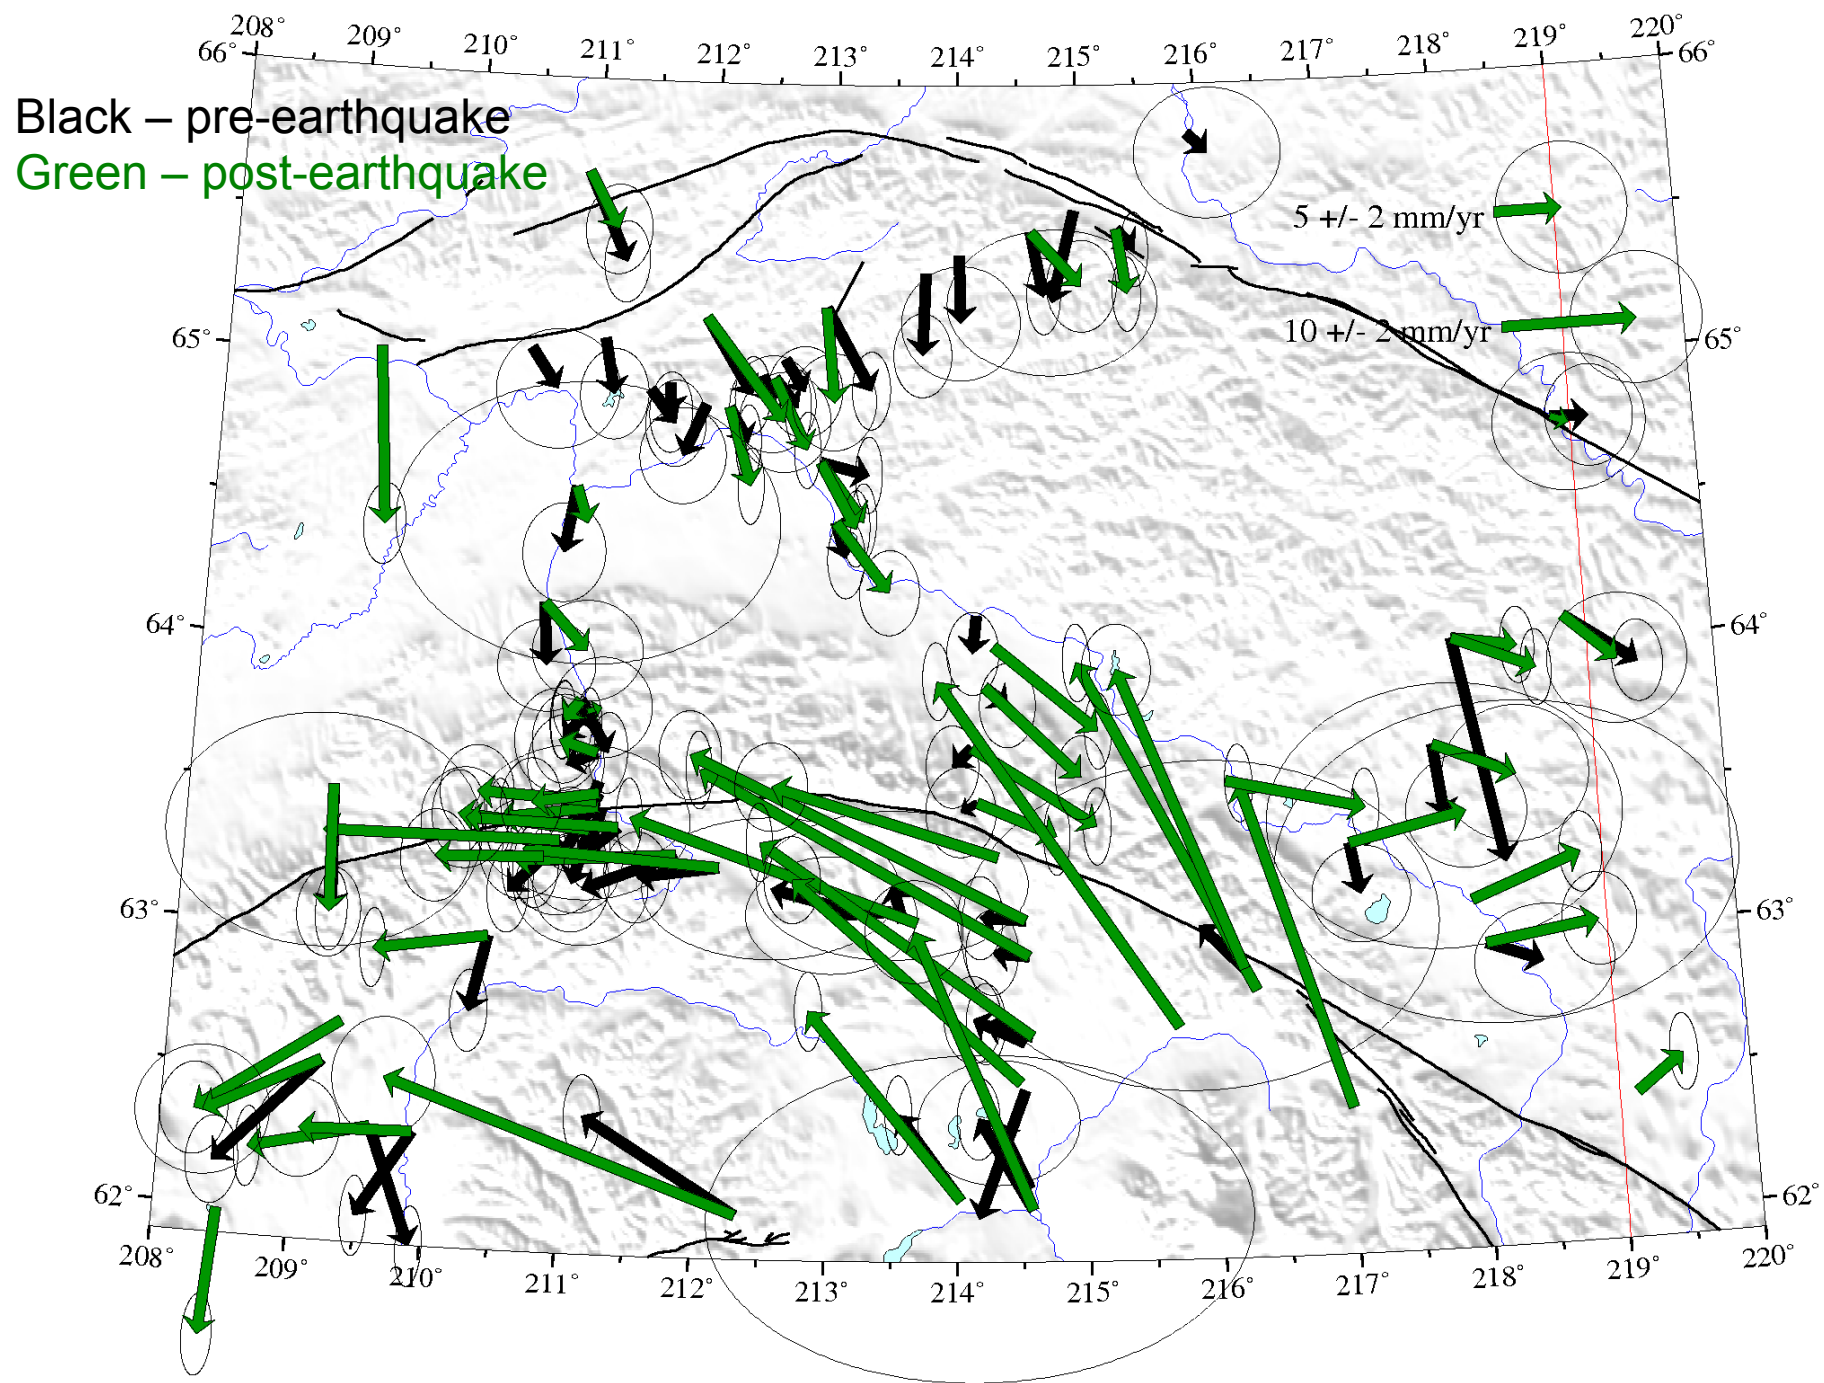 208° 209° 210° 211° 212° 213° 214° 215° 216° 217° 218° 219° 220°
66° 66°
Black – pre-earthquake
Green – post-earthquake
5 +/- 2 mm/yr
10 +/- 2 mm/yr
65° 65°
64° 64°
63° 63°
62° 62°
208° 209° 210° 211° 212° 213° 214° 215° 216° 217° 218° 219° 220°